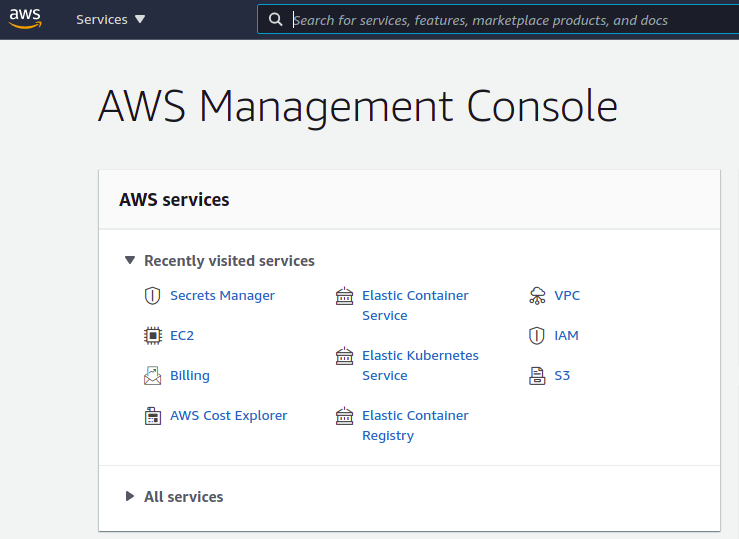 aws
Services
Search for services, features, marketplace products, and docs
AWS Management Console
AWS services
Recently visited services
Secrets Manager
EC2
Billing
AWS Cost Explorer
Elastic Container
Service
Elastic Kubernetes
Service
Elastic Container
Registry
VPC
IAM
S3
All services